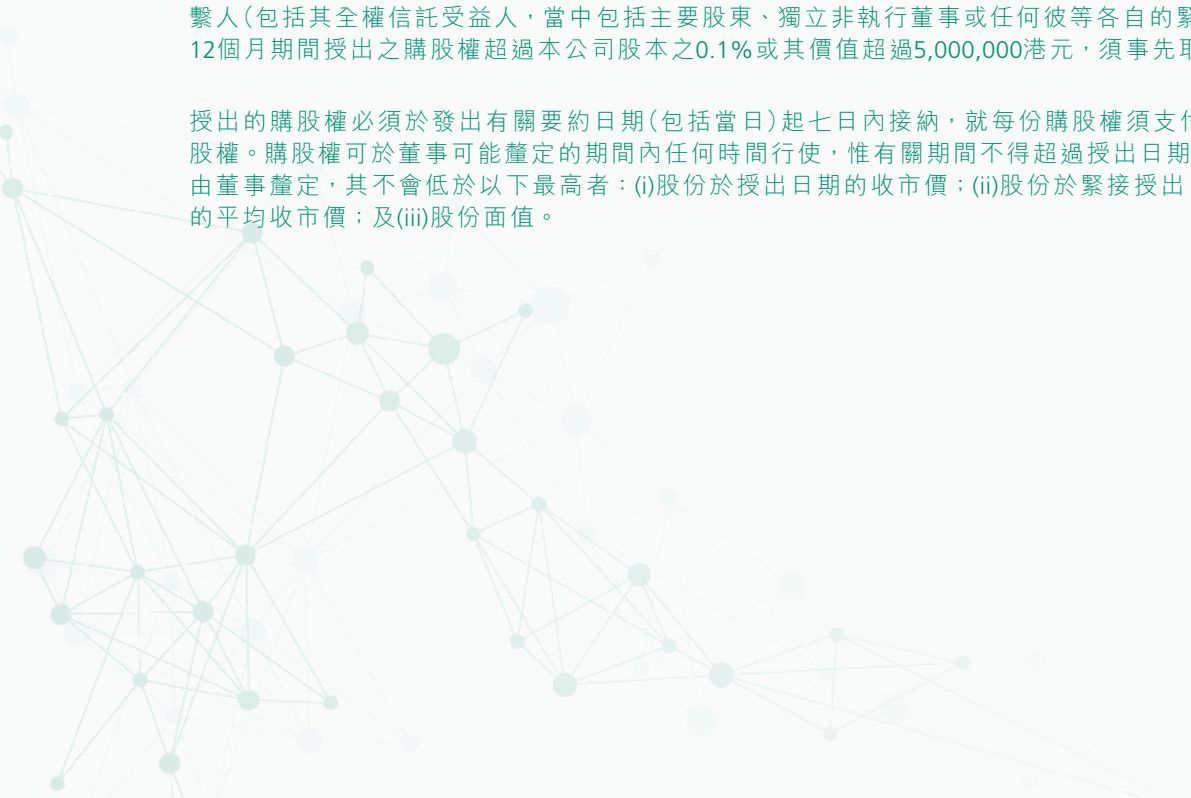 繫人(包括其全權信託受益人，當中包括主要股東、獨立非執行董事或任何彼等各自的緊
12個月期間授出之購股權超過本公司股本之0.1%或其價值超過5,000,000港元，須事先取
授出的購股權必須於發出有關要約日期(包括當日)起七日內接納，就每份購股權須支付
股權。購股權可於董事可能釐定的期間內任何時間行使，惟有關期間不得超過授出日期
由董事釐定，其不會低於以下最高者：(i)股份於授出日期的收市價；(ii)股份於緊接授出
的平均收市價；及(iii)股份面值。